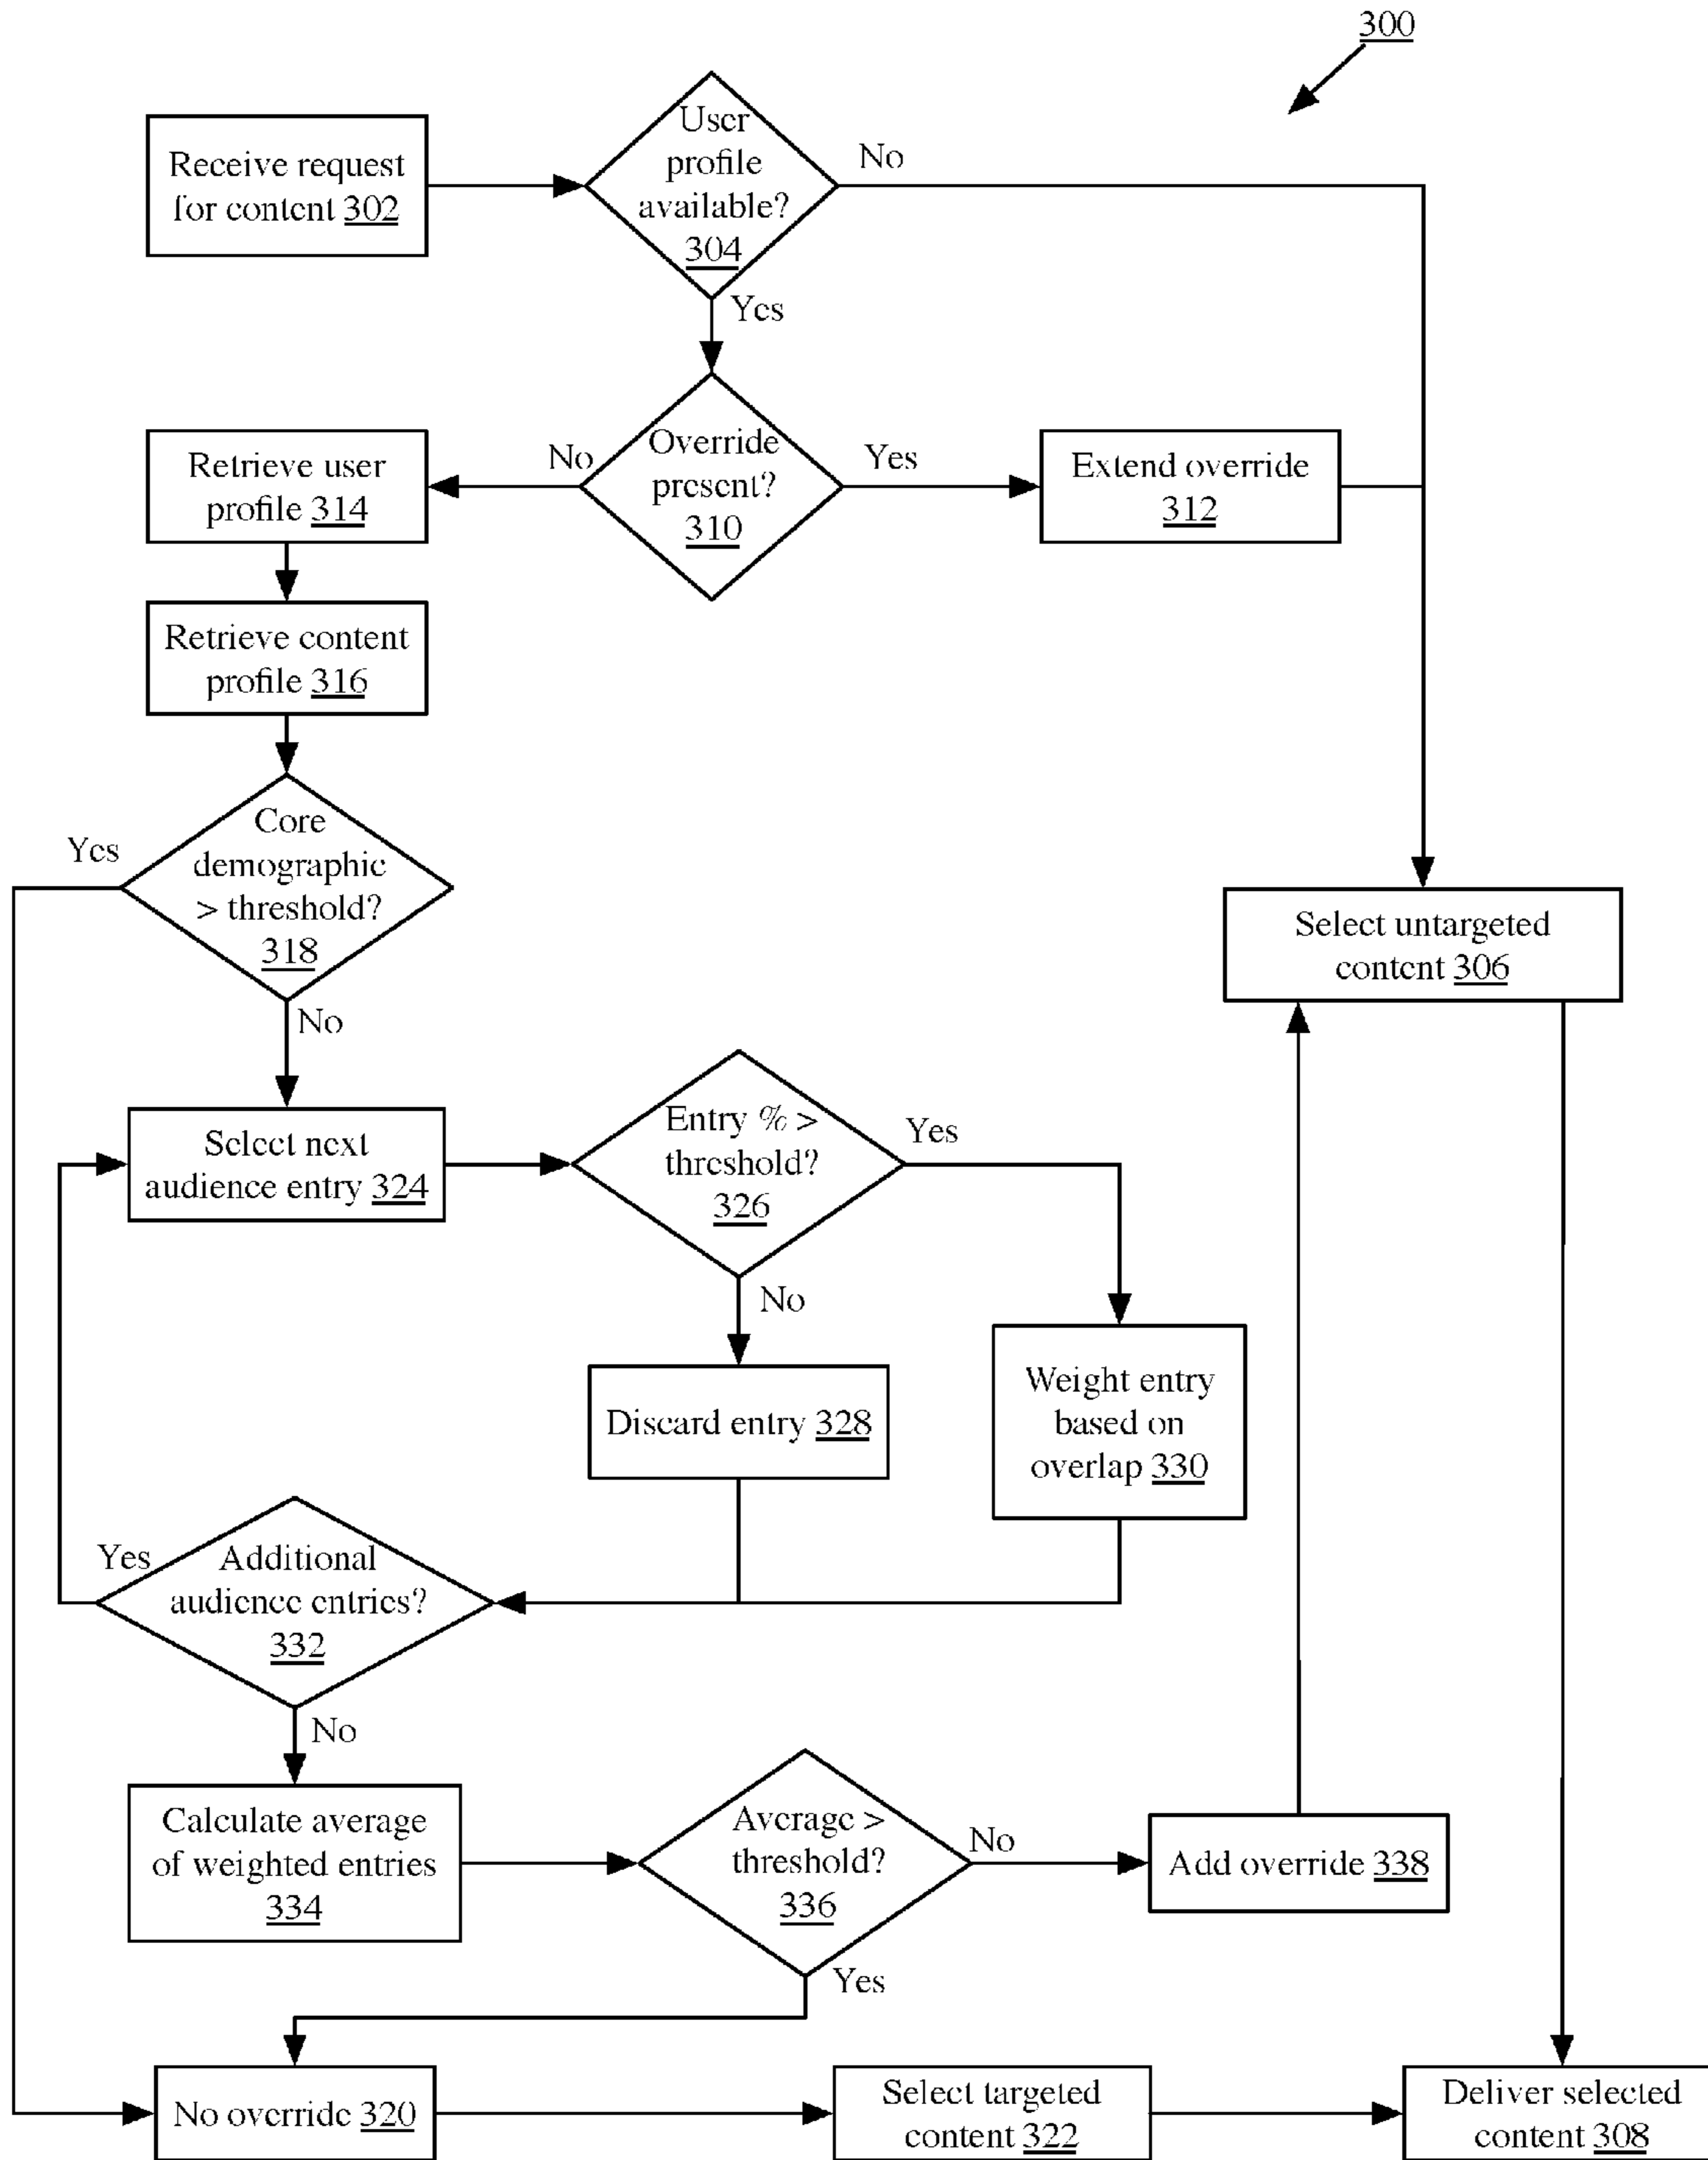 300
Receive request
for content 302
User
profile
available?
304
No
Yes
Retrieve user
profile 314
No
Override
present?
310
Yes
Extend override
312
Retrieve content
profile 316
Yes
Core
demographic
> threshold?
318
No
Select untargeted
content 306
Select next
audience entry 324
Entry % >
threshold?
326
Yes
No
Discard entry 328
Weight entry
based on
overlap 330
Yes
Additional
audience entries?
332
No
Calculate average
of weighted entries
334
Average >
threshold?
336
No
Add override 338
Yes
No override 320
Select targeted
content 322
Deliver selected
content 308